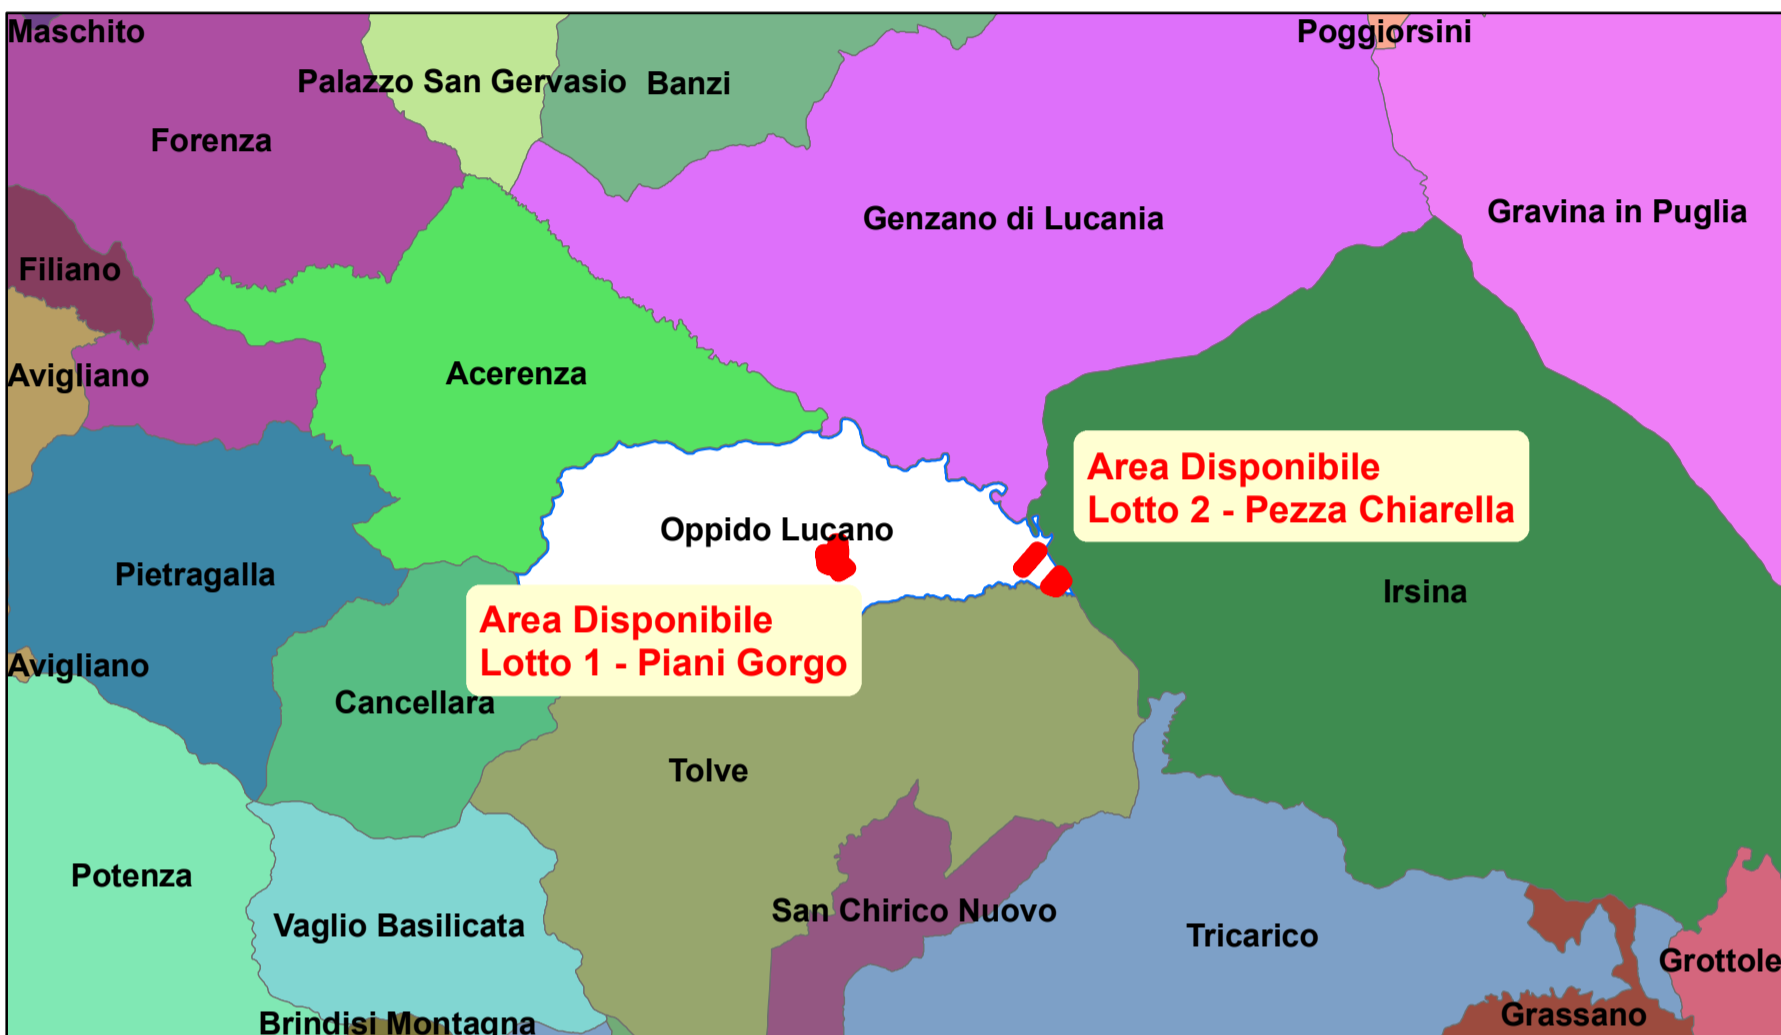 Maschito
Poggiorsini
Palazzo San Gervasio
Banzi
Forenza
Gravina in Puglia
Genzano di Lucania
Filiano
Avigliano
Acerenza
Area Disponibile
Lotto 2 - Pezza Chiarella
Oppido Lucano
Pietragalla
Irsina
Area Disponibile
Lotto 1 - Piani Gorgo
Avigliano
Cancellara
Tolve
Potenza
San Chirico Nuovo
Vaglio Basilicata
Tricarico
Grottole
Grassano
Brindisi Montagna